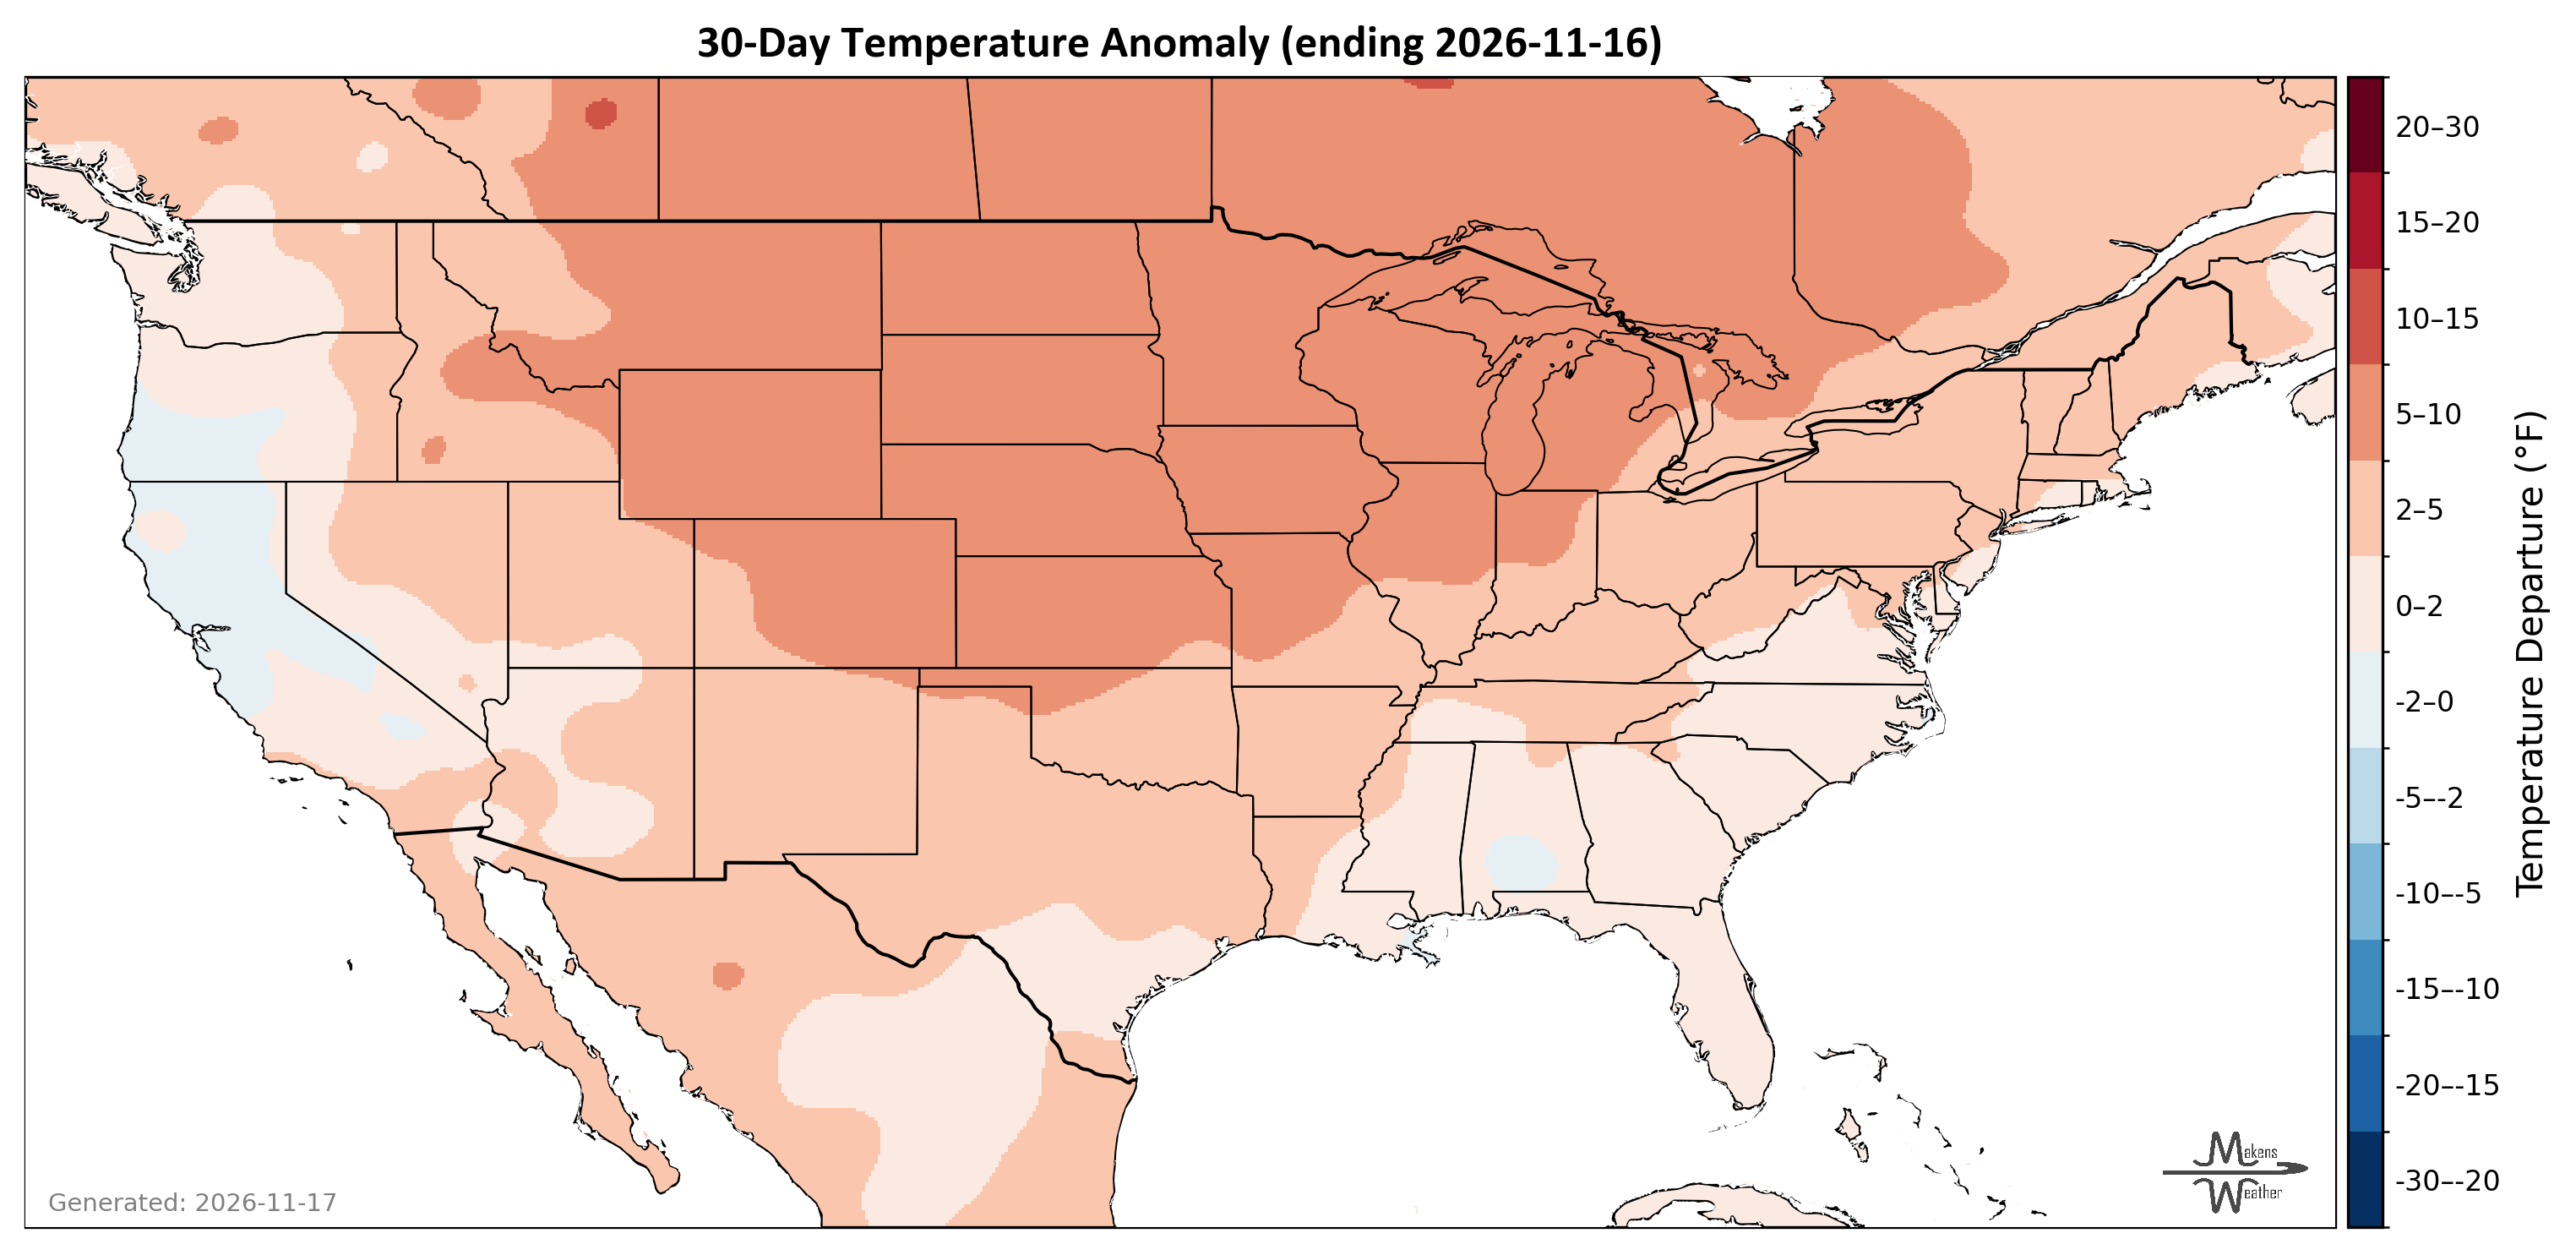 30-Day Temperature Anomaly (ending 2026-11-16)
20–30
15–20
10–15
5–10
2–5
0–2
-2–0
-5–-2
-10–-5
-15–-10
-20–-15
-30–-20
Temperature Departure (°F)
Generated: 2026-11-17
Makens
Weather